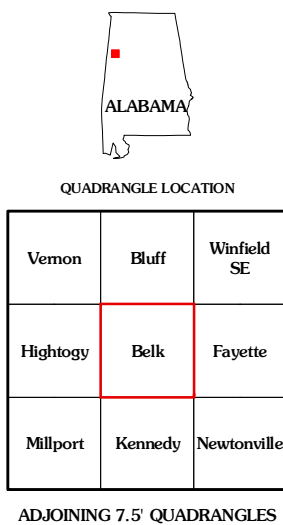 ALABAMA
QUADRANGLE LOCATION
Vernon
Bluff
Winfield
SE
Hightogy
Belk
Fayette
Millport
Kennedy
Newtonville
ADJOINING 7.5' QUADRANGLES